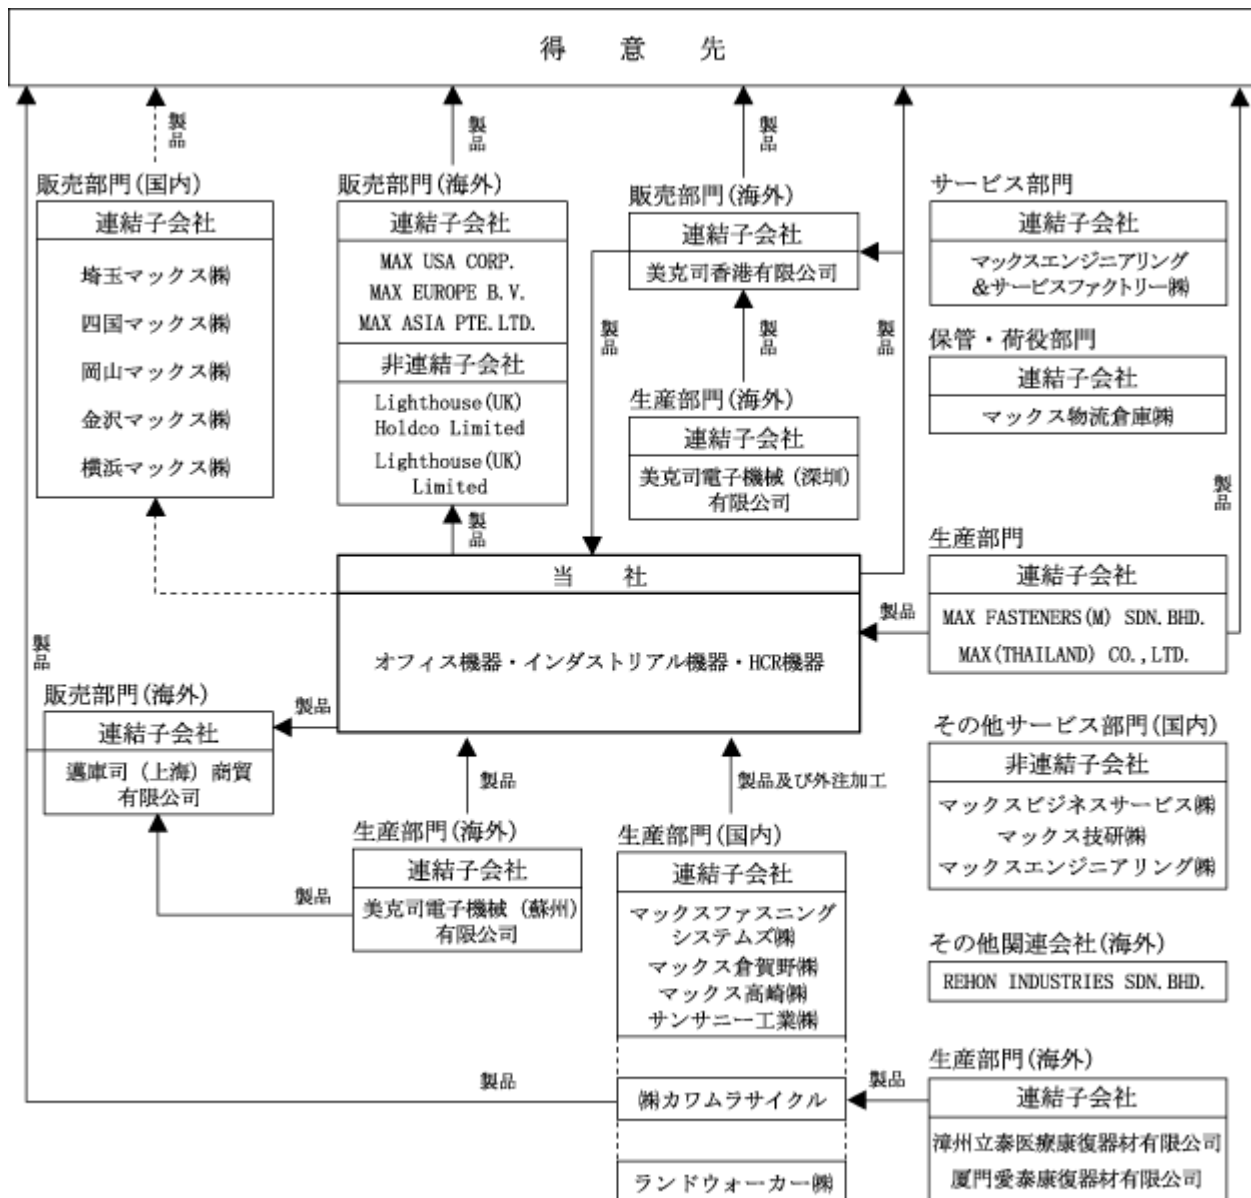 得意先
製品
製品
製品
販売部門(国内)
連結子会社
埼玉マックス㈱
四国マックス㈱
岡山マックス㈱
金沢マックス㈱
横浜マックス㈱
販売部門(海外)
連結子会社
MAX USA CORP.
MAX EUROPE B.V.
MAX ASIA PTE.LTD.
非連結子会社
Lighthouse(UK)
Holdco Limited
Lighthouse(UK)
Limited
製品
販売部門(海外)
連結子会社
美克司香港有限公司
製品
製品
製品
生産部門(海外)
連結子会社
美克司電子機械（深圳）
有限公司
サービス部門
連結子会社
マックスエンジニアリング
&サービスファクトリー㈱
保管・荷役部門
連結子会社
マックス物流倉庫㈱
製品
生産部門
連結子会社
MAX FASTENERS(M) SDN.BHD.
MAX(THAILAND) CO.,LTD.
製品
当社
オフィス機器・インダストリアル機器・HCR機器
製品
販売部門(海外)
連結子会社
邁庫司（上海）商貿
有限公司
製品
製品
製品及び外注加工
その他サービス部門(国内)
非連結子会社
マックスビジネスサービス㈱
マックス技研㈱
マックスエンジニアリング㈱
生産部門(海外)
連結子会社
美克司電子機械（蘇州）
有限公司
製品
生産部門(国内)
連結子会社
マックスファスニング
システムズ㈱
マックス倉賀野㈱
マックス高崎㈱
サンサニー工業㈱
その他関連会社(海外)
REHON INDUSTRIES SDN.BHD.
製品
㈱カワムラサイクル
製品
生産部門(海外)
連結子会社
漳州立泰医療康復器材有限公司
厦門愛泰康復器材有限公司
ランドウォーカー㈱